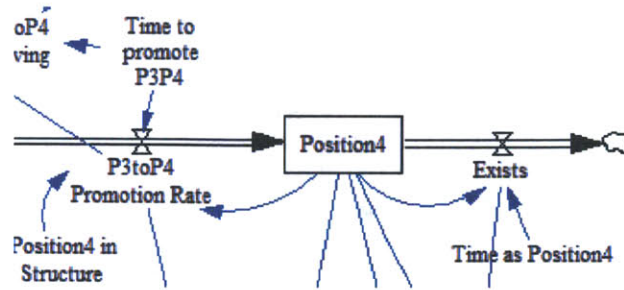 oP4
ving
Time to
promote
P3P4
Position4
P3toP4
Promotion Rate
Exists
Position4 in
Structure
Time as Position4